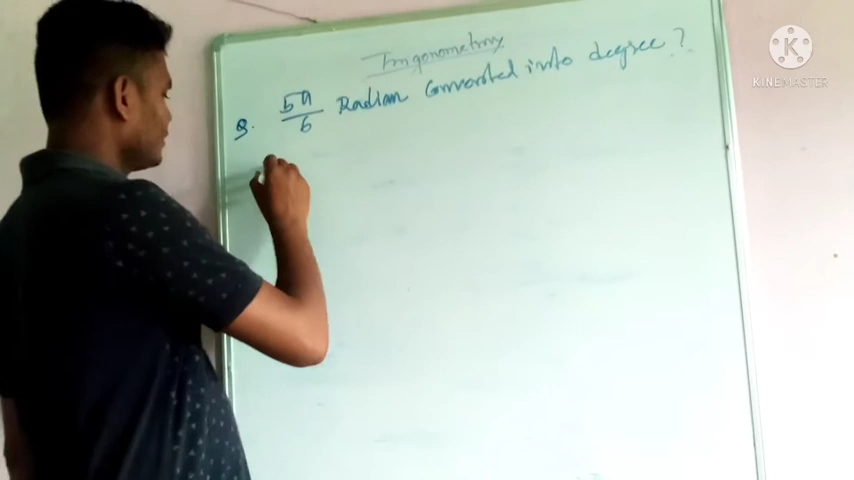 Trigonometry
Q. 5π/6 Radian Converted into degree?
KINEMASTER